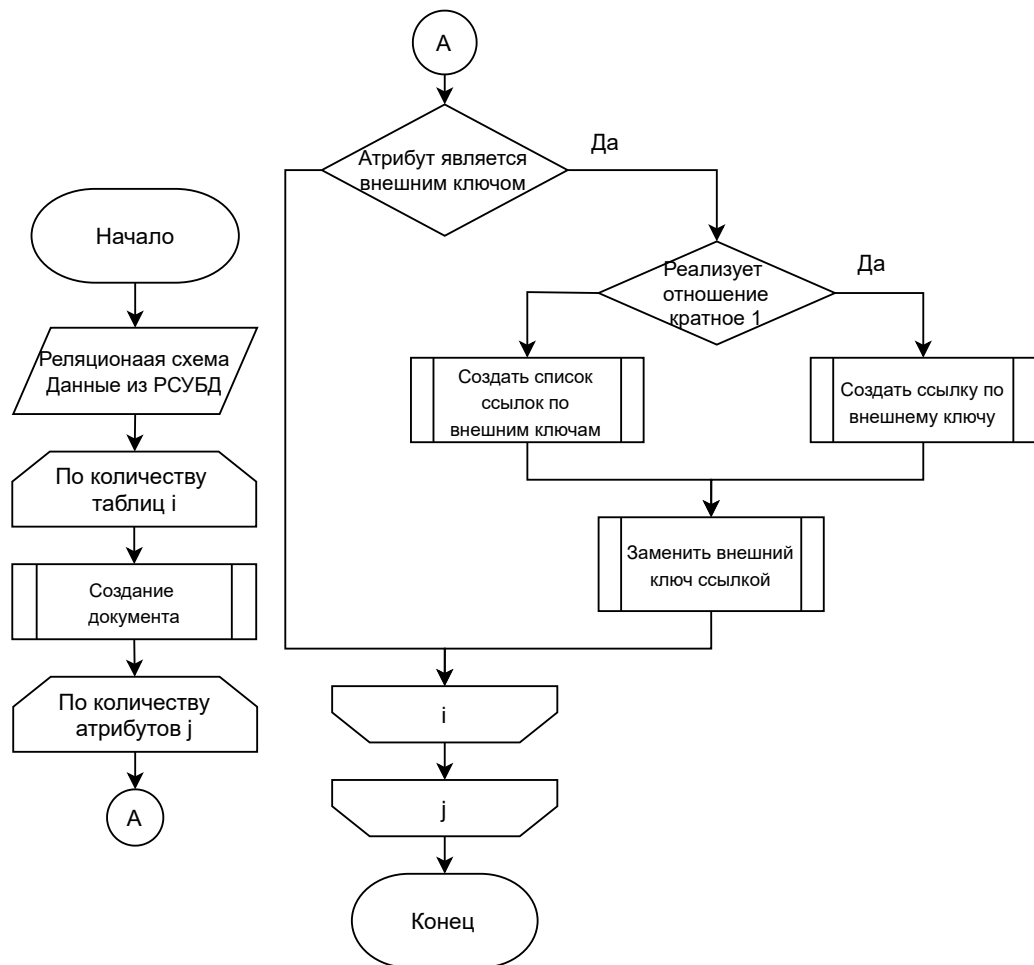 Начало
Реляционаая схема
Данные из РСУБД
По количеству
таблиц i
Создание
документа
По количеству
атрибутов j
А
А
Атрибут является
внешним ключом
Да
Реализует
отношение
кратное 1
Да
Создать список
ссылок по
внешним ключам
Создать ссылку по
внешнему ключу
Заменить внешний
ключ ссылкой
i
j
Конец